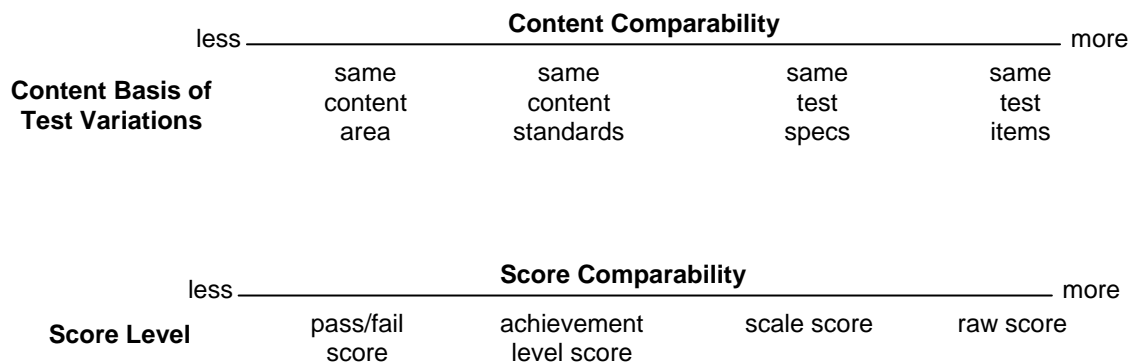 Content Comparability
less more
Content Basis of Test Variations
same content area
same content standards
same test specs
same test items
Score Comparability
less more
Score Level
pass/fail score
achievement level score
scale score
raw score